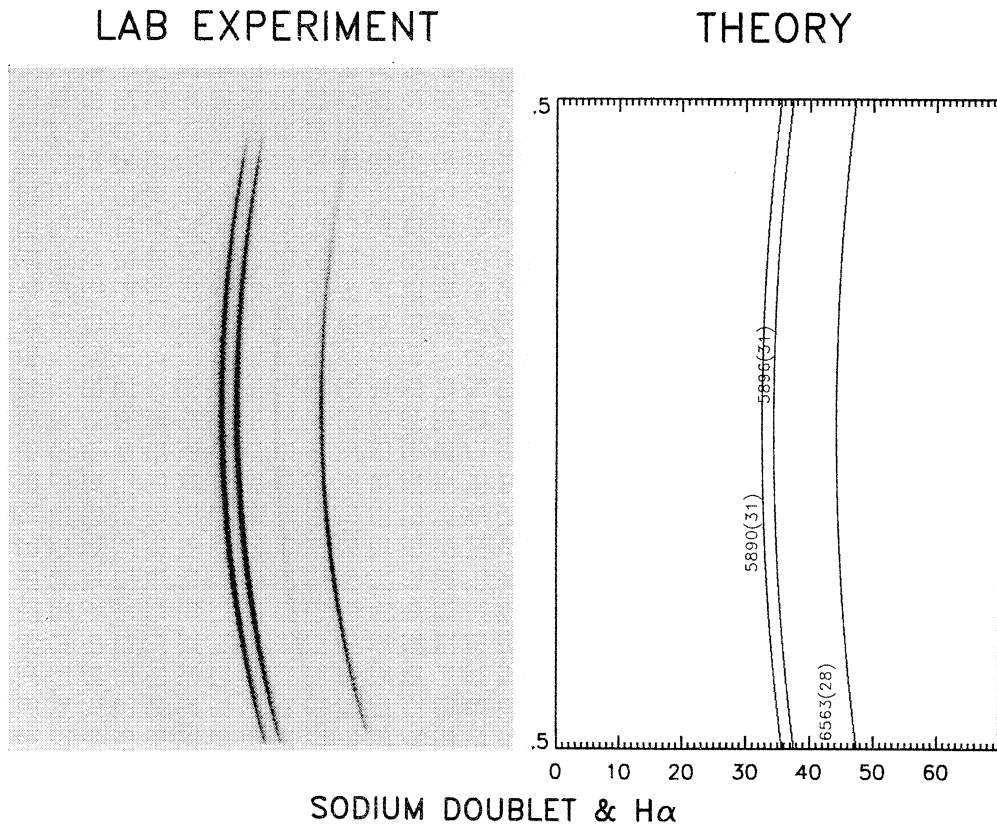 LAB EXPERIMENT
THEORY
.5
5896(31)
5890(31)
6563(28)
.5
0 10 20 30 40 50 60
SODIUM DOUBLET & Hα